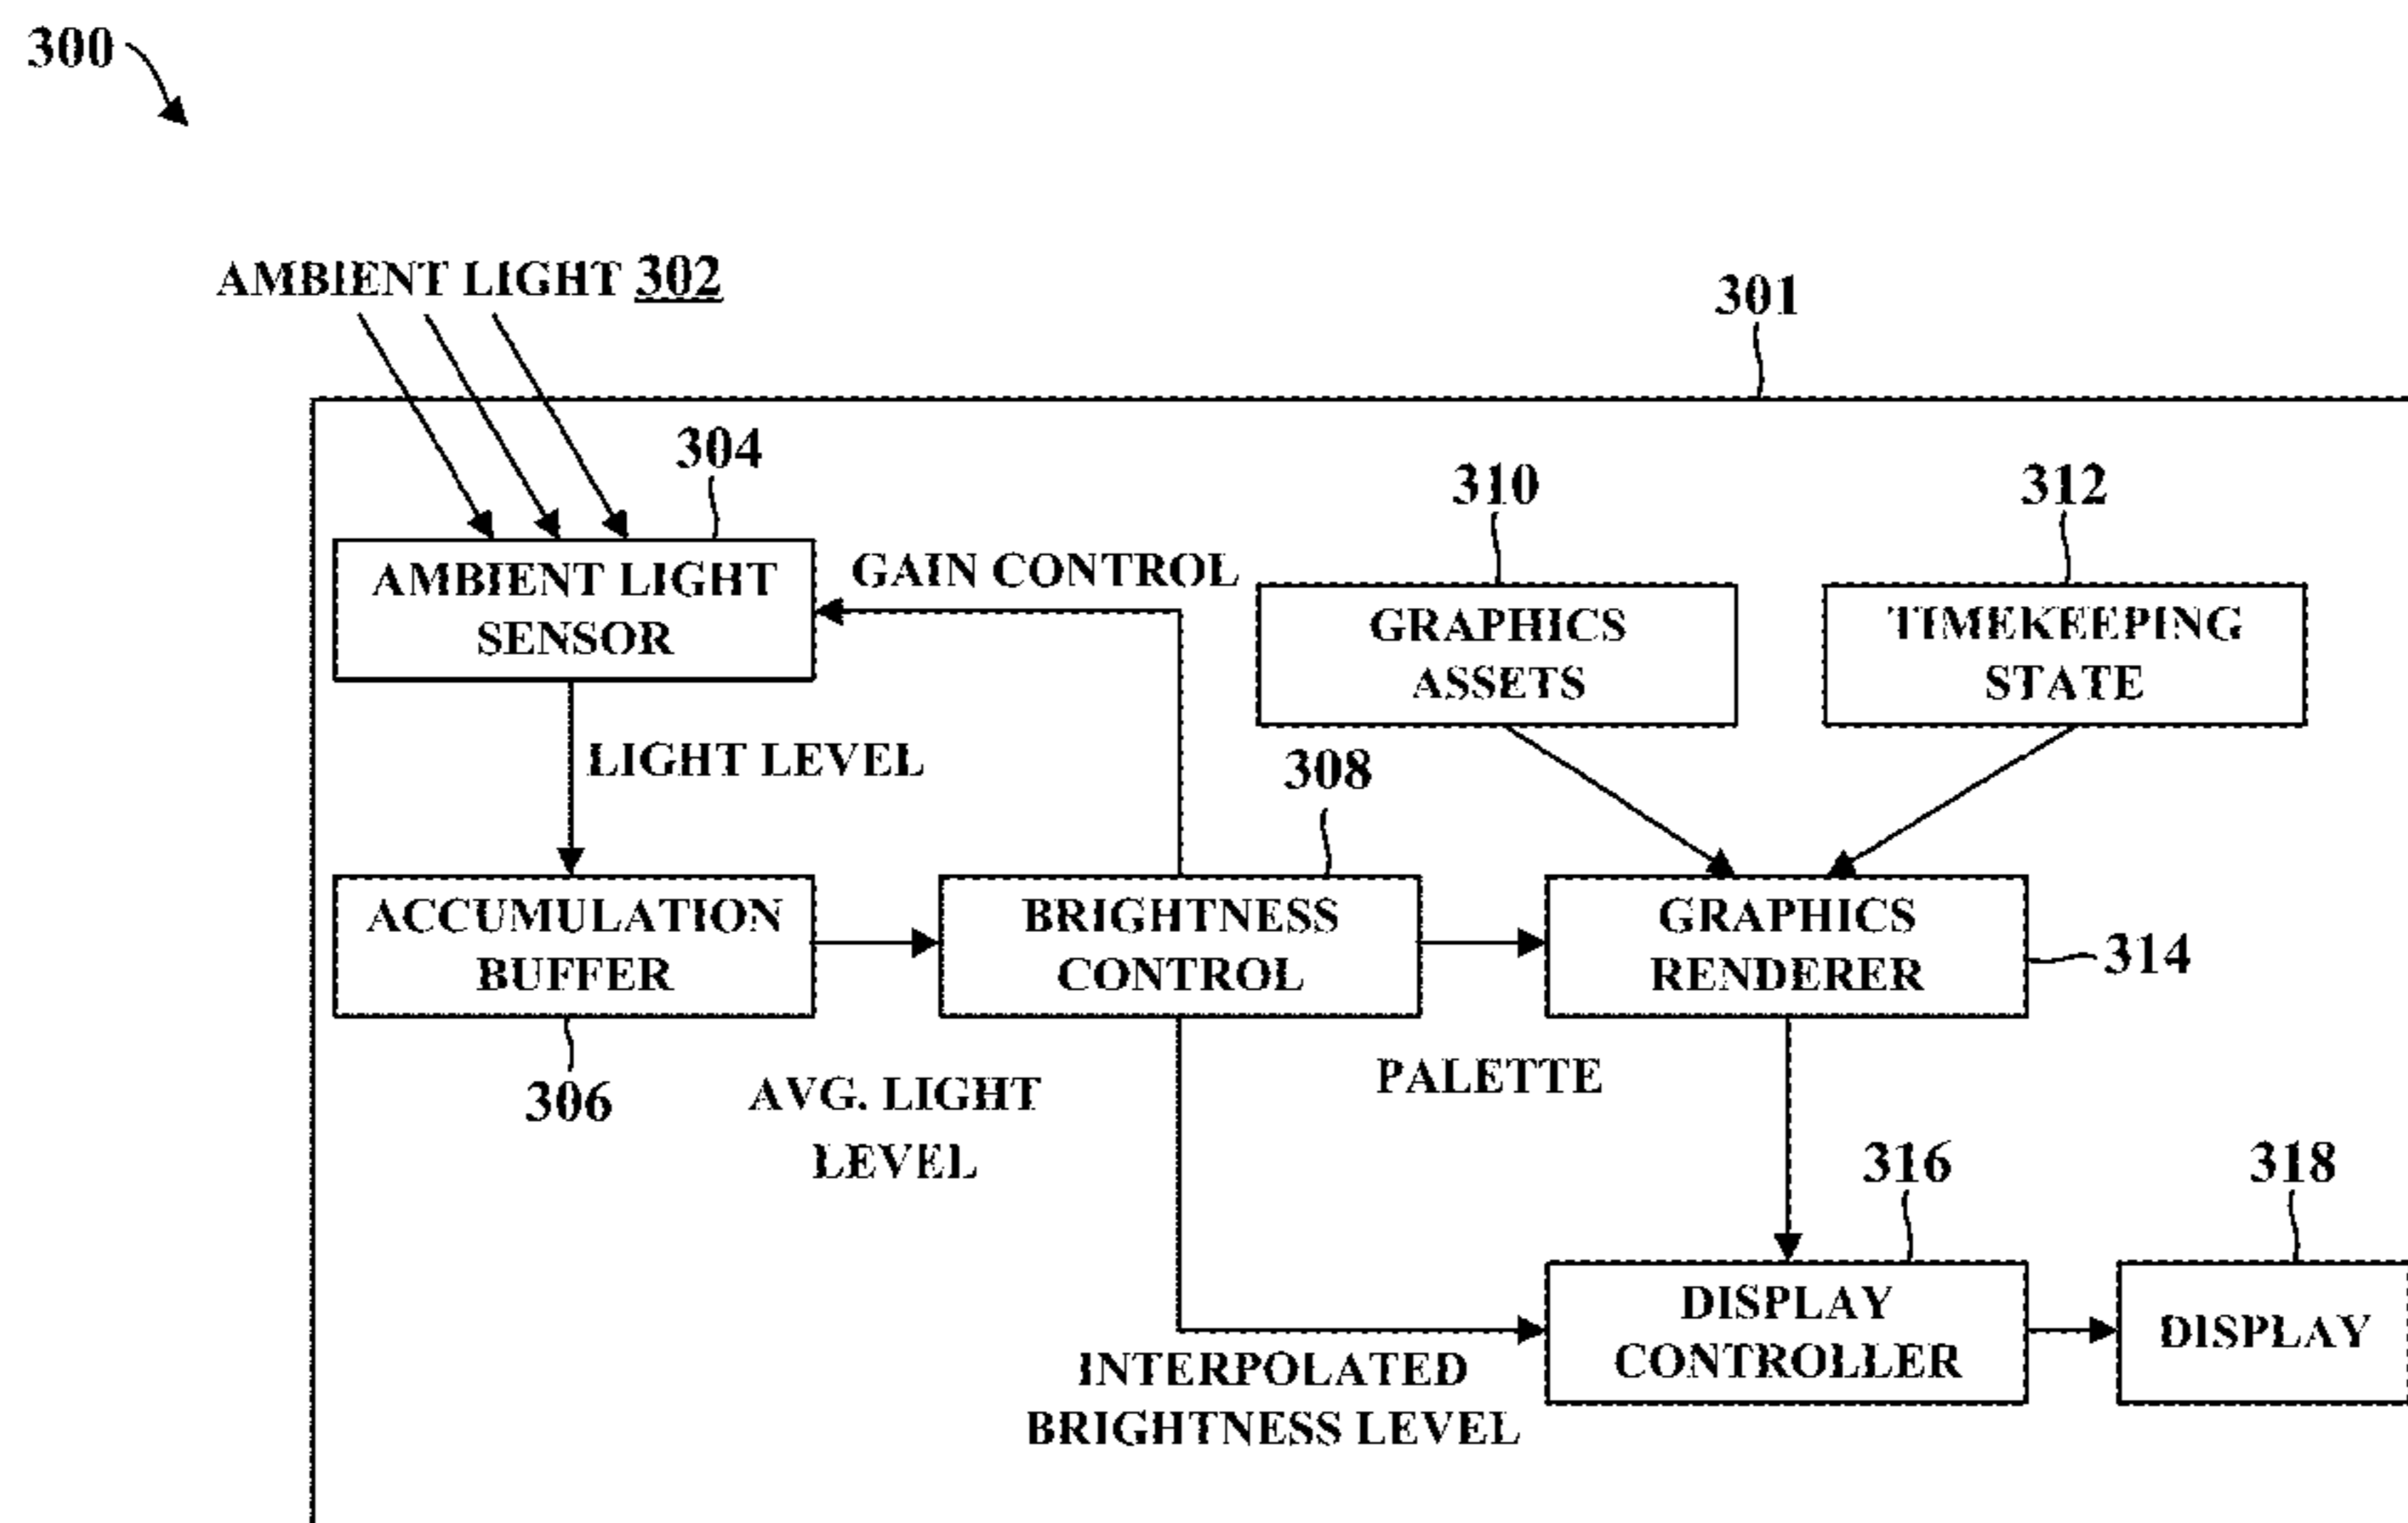 300
AMBIENT LIGHT 302
301
304
310
312
AMBIENT LIGHT
SENSOR
GAIN CONTROL
GRAPHICS
ASSETS
TIMEKEEPING
STATE
LIGHT LEVEL
308
ACCUMULATION
BUFFER
BRIGHTNESS
CONTROL
GRAPHICS
RENDERER
314
306
AVG. LIGHT
LEVEL
PALETTE
316
318
DISPLAY
CONTROLLER
DISPLAY
INTERPOLATED
BRIGHTNESS LEVEL